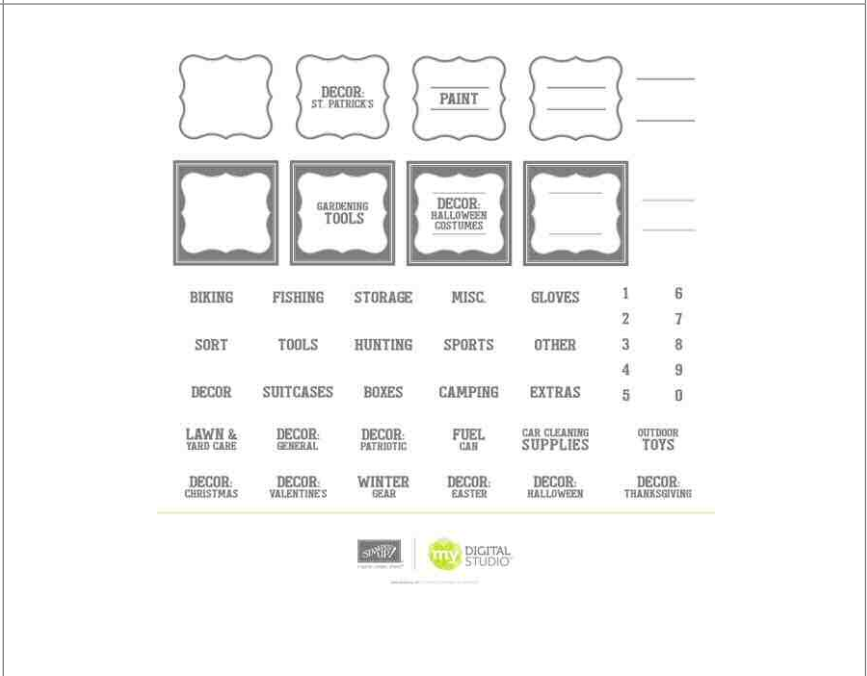 DECOR:
ST. PATRICK'S
PAINT
GARDENING
TOOLS
DECOR:
HALLOWEEN
COSTUMES
BIKING FISHING STORAGE MISC. GLOVES 1 6
2 7
SORT TOOLS HUNTING SPORTS OTHER 3 8
4 9
DECOR SUITCASES BOXES CAMPING EXTRAS 5 0
LAWN & DECOR: DECOR: FUEL CAR CLEANING OUTDOOR
YARD CARE GENERAL PATRIOTIC CAN SUPPLIES TOYS
DECOR: DECOR: WINTER DECOR: DECOR: DECOR:
CHRISTMAS VALENTINE'S GEAR EASTER HALLOWEEN THANKSGIVING
STAMPIN' UP!
my DIGITAL
STUDIO